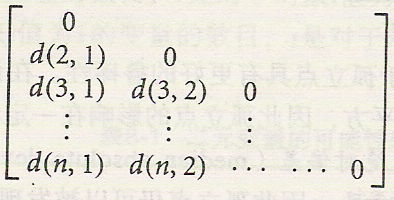 0
d(2, 1) 0
d(3, 1) d(3, 2) 0
⋮ ⋮ ⋮
d(n, 1) d(n, 2) ⋯ ⋯ 0